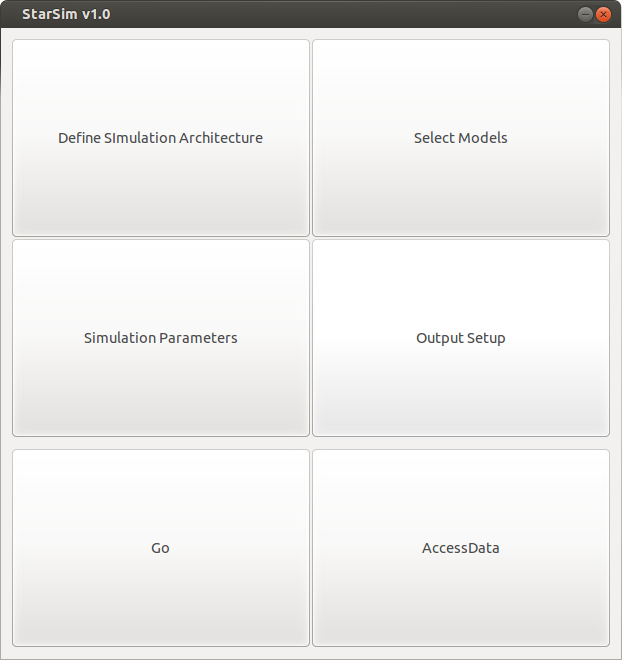 StarSim v1.0
Define SImulation Architecture
Select Models
Simulation Parameters
Output Setup
Go
AccessData